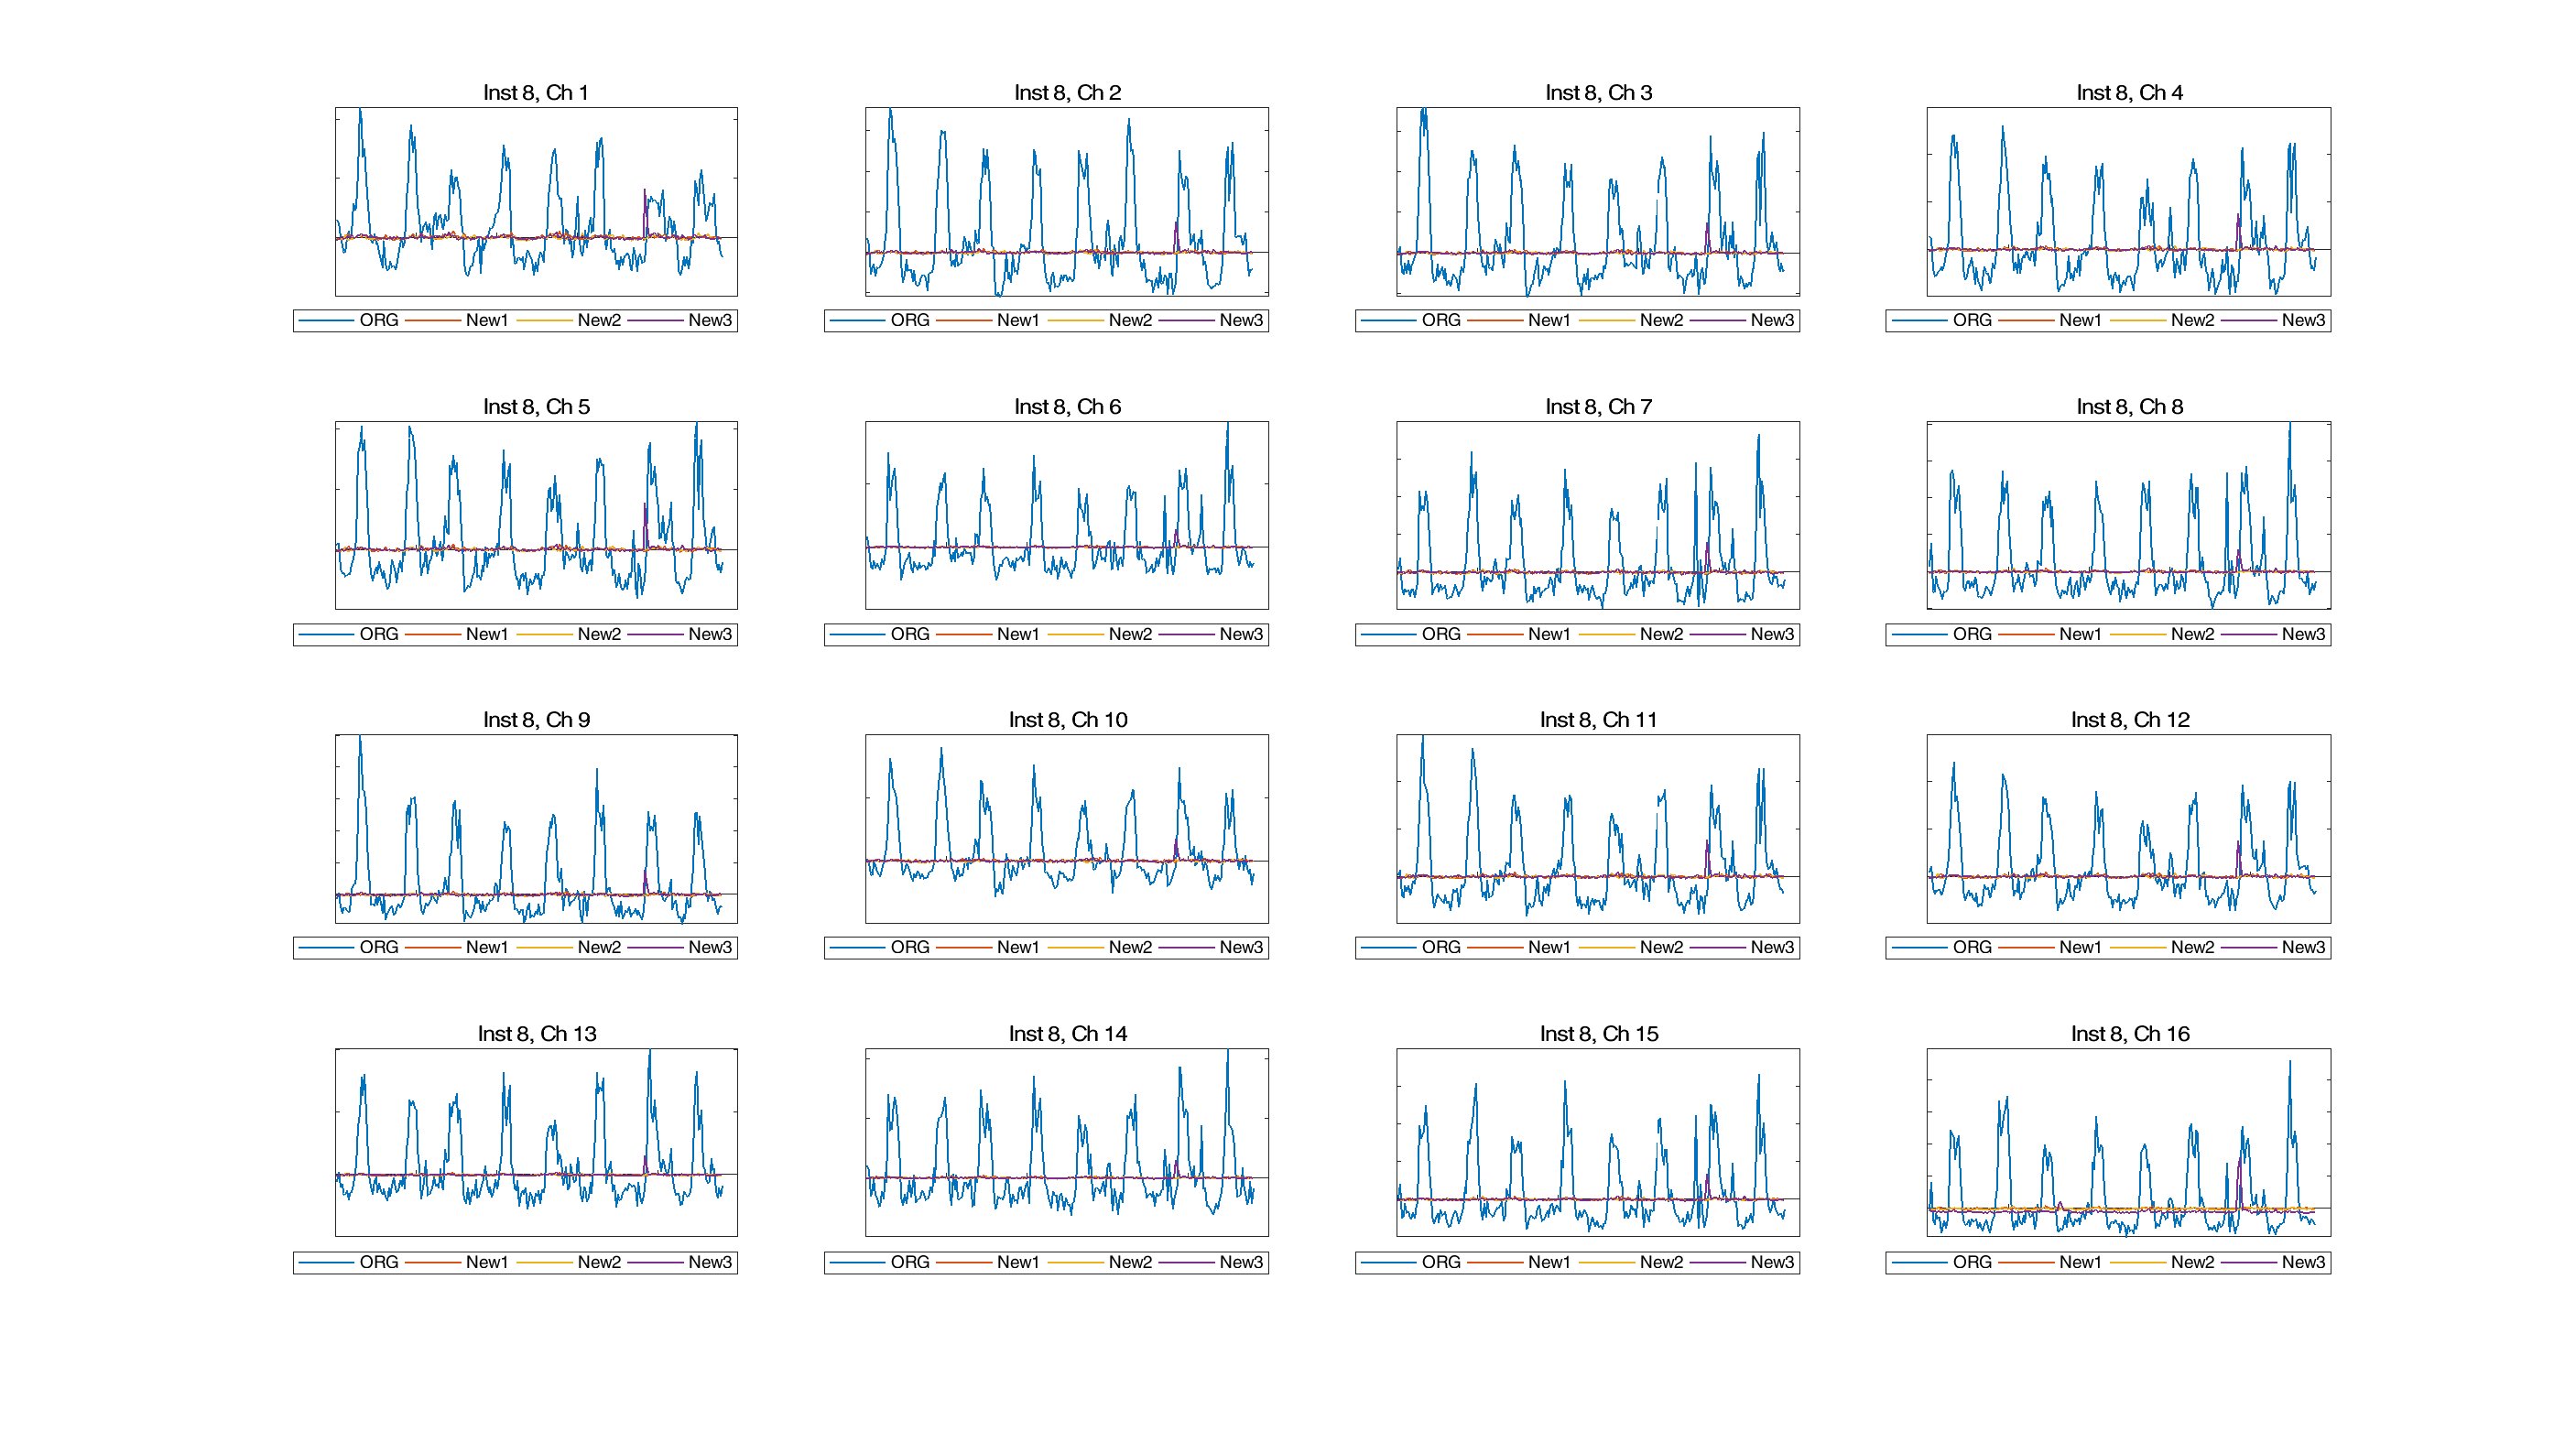 Inst 8, Ch 1
Inst 8, Ch 2
Inst 8, Ch 3
Inst 8, Ch 4
ORG New1 New2 New3
ORG New1 New2 New3
ORG New1 New2 New3
ORG New1 New2 New3
Inst 8, Ch 5
Inst 8, Ch 6
Inst 8, Ch 7
Inst 8, Ch 8
ORG New1 New2 New3
ORG New1 New2 New3
ORG New1 New2 New3
ORG New1 New2 New3
Inst 8, Ch 9
Inst 8, Ch 10
Inst 8, Ch 11
Inst 8, Ch 12
ORG New1 New2 New3
ORG New1 New2 New3
ORG New1 New2 New3
ORG New1 New2 New3
Inst 8, Ch 13
Inst 8, Ch 14
Inst 8, Ch 15
Inst 8, Ch 16
ORG New1 New2 New3
ORG New1 New2 New3
ORG New1 New2 New3
ORG New1 New2 New3